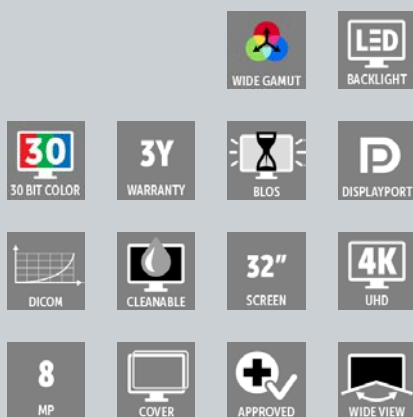 WIDE GAMUT
LED
BACKLIGHT
30
30 BIT COLOR
3Y
WARRANTY
BLOS
D
DISPLAYPORT
DICOM
CLEANABLE
32"
SCREEN
4K
UHD
8
MP
COVER
APPROVED
WIDE VIEW